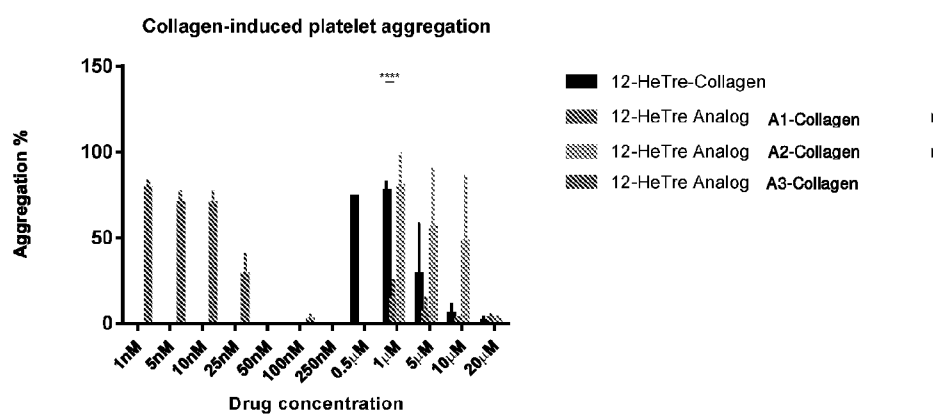 Collagen-induced platelet aggregation
150
100
50
0
Aggregation %
****
1nM
5nM
10nM
25nM
50nM
100nM
250nM
0.5μM
1μM
5μM
10μM
20μM
Drug concentration
12-HeTre-Collagen
12-HeTre Analog A1-Collagen
12-HeTre Analog A2-Collagen
12-HeTre Analog A3-Collagen